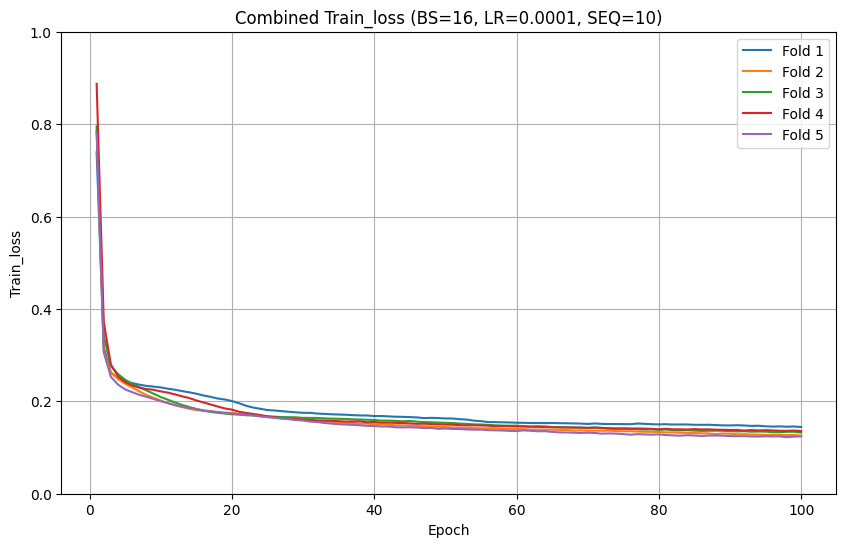 Combined Train_loss (BS=16, LR=0.0001, SEQ=10)
1.0
0.8
0.6
0.4
0.2
0.0
Train_loss
0 20 40 60 80 100
Epoch
Fold 1
Fold 2
Fold 3
Fold 4
Fold 5